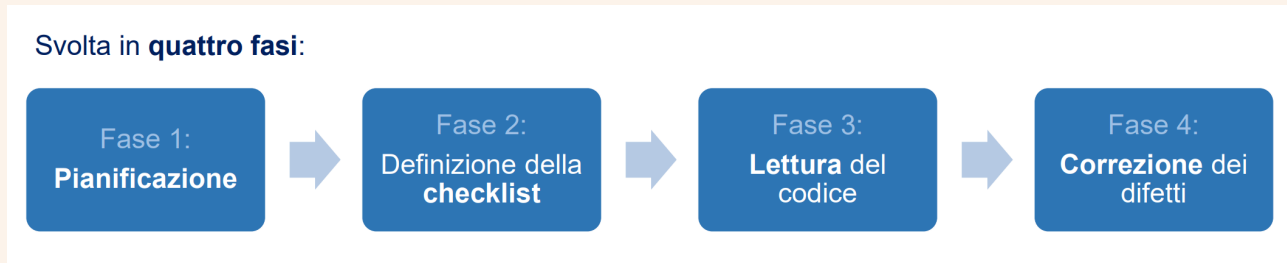 Svolta in quattro fasi:
Fase 1:
Pianificazione
Fase 2:
Definizione della
checklist
Fase 3:
Lettura del
codice
Fase 4:
Correzione dei
difetti